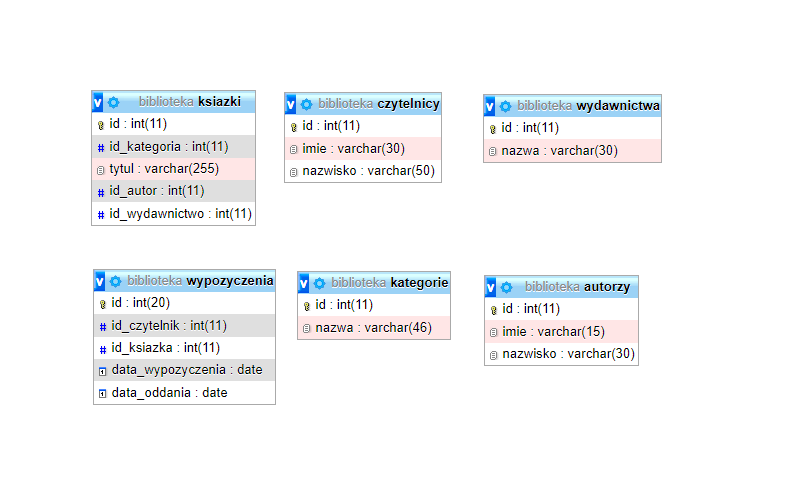 biblioteka ksiazki
id : int(11)
id_kategoria : int(11)
tytul : varchar(255)
id_autor : int(11)
id_wydawnictwo : int(11)
biblioteka czytelnicy
id : int(11)
imie : varchar(30)
nazwisko : varchar(50)
biblioteka wydawnictwa
id : int(11)
nazwa : varchar(30)
biblioteka wypozyczenia
id : int(20)
id_czytelnik : int(11)
id_ksiazka : int(11)
data_wypozyczenia : date
data_oddania : date
biblioteka kategorie
id : int(11)
nazwa : varchar(46)
biblioteka autorzy
id : int(11)
imie : varchar(15)
nazwisko : varchar(30)